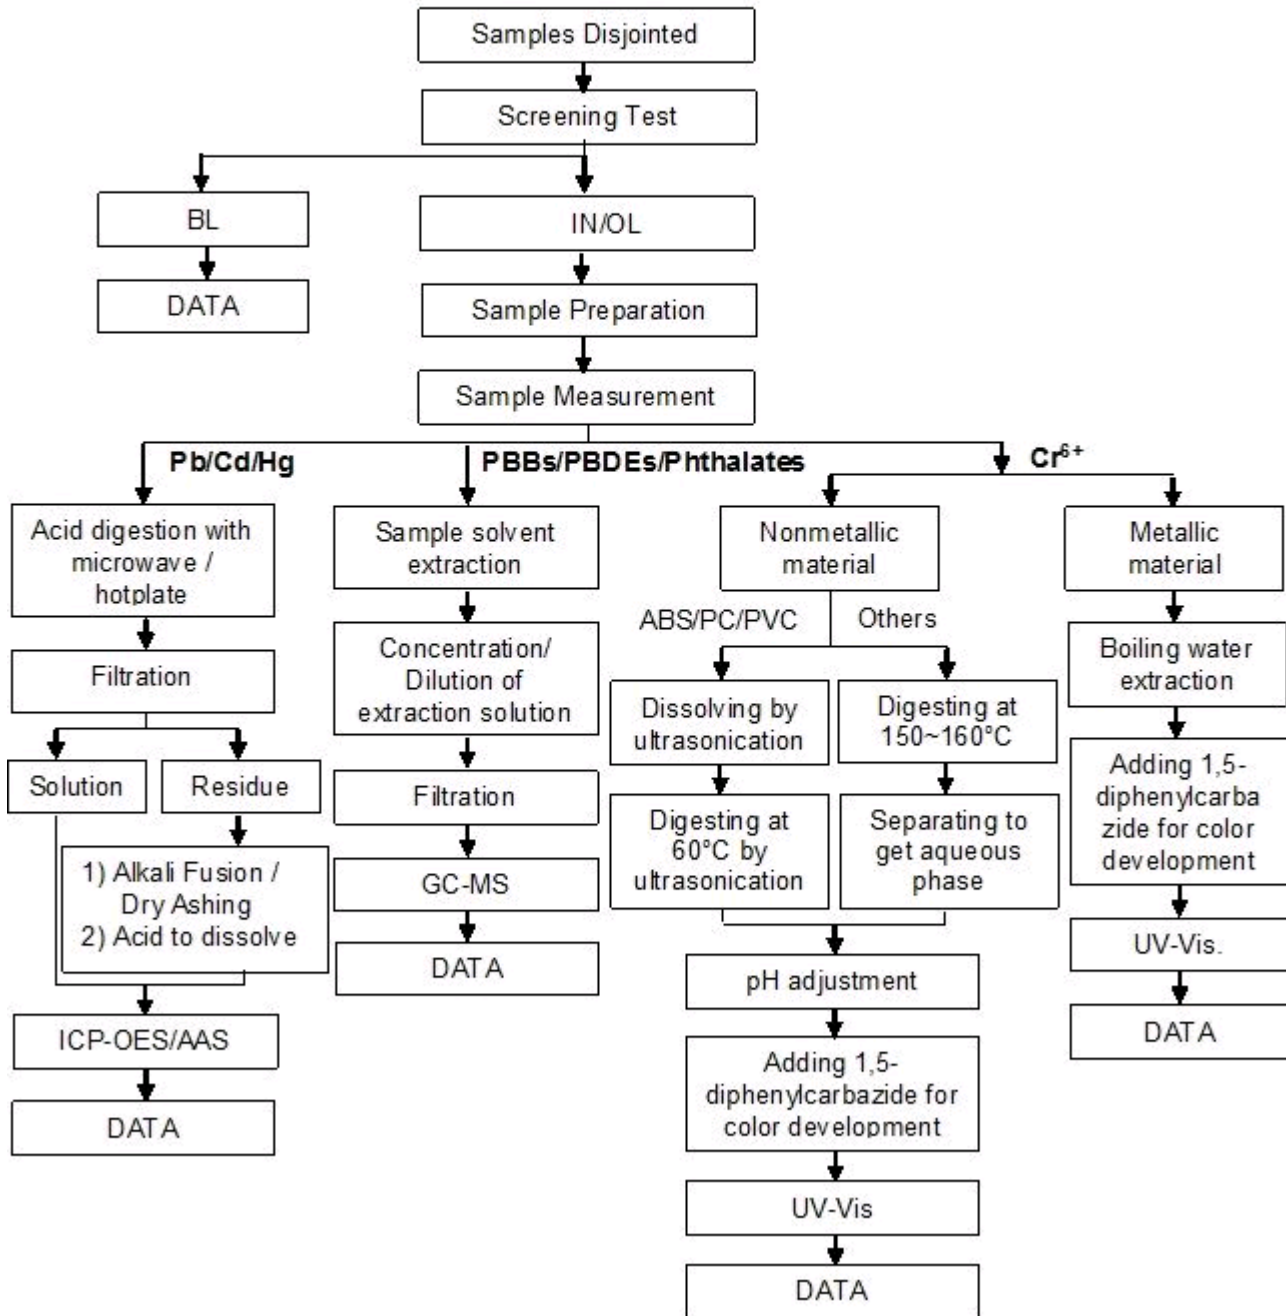 Samples Disjointed
Screening Test
BL
IN/OL
DATA
Sample Preparation
Sample Measurement
Pb/Cd/Hg
PBBs/PBDEs/Phthalates
Cr⁶⁺
Acid digestion with
microwave /
hotplate
Filtration
Solution
Residue
1) Alkali Fusion /
Dry Ashing
2) Acid to dissolve
ICP-OES/AAS
DATA
Sample solvent
extraction
Concentration/
Dilution of
extraction solution
Filtration
GC-MS
DATA
Nonmetallic
material
ABS/PC/PVC
Others
Dissolving by
ultrasonication
Digesting at
60°C by
ultrasonication
Digesting at
150~160°C
Separating to
get aqueous
phase
pH adjustment
Adding 1,5-
diphenylcarbazide for
color development
UV-Vis
DATA
Metallic
material
Boiling water
extraction
Adding 1,5-
diphenylcarba
zide for color
development
UV-Vis.
DATA